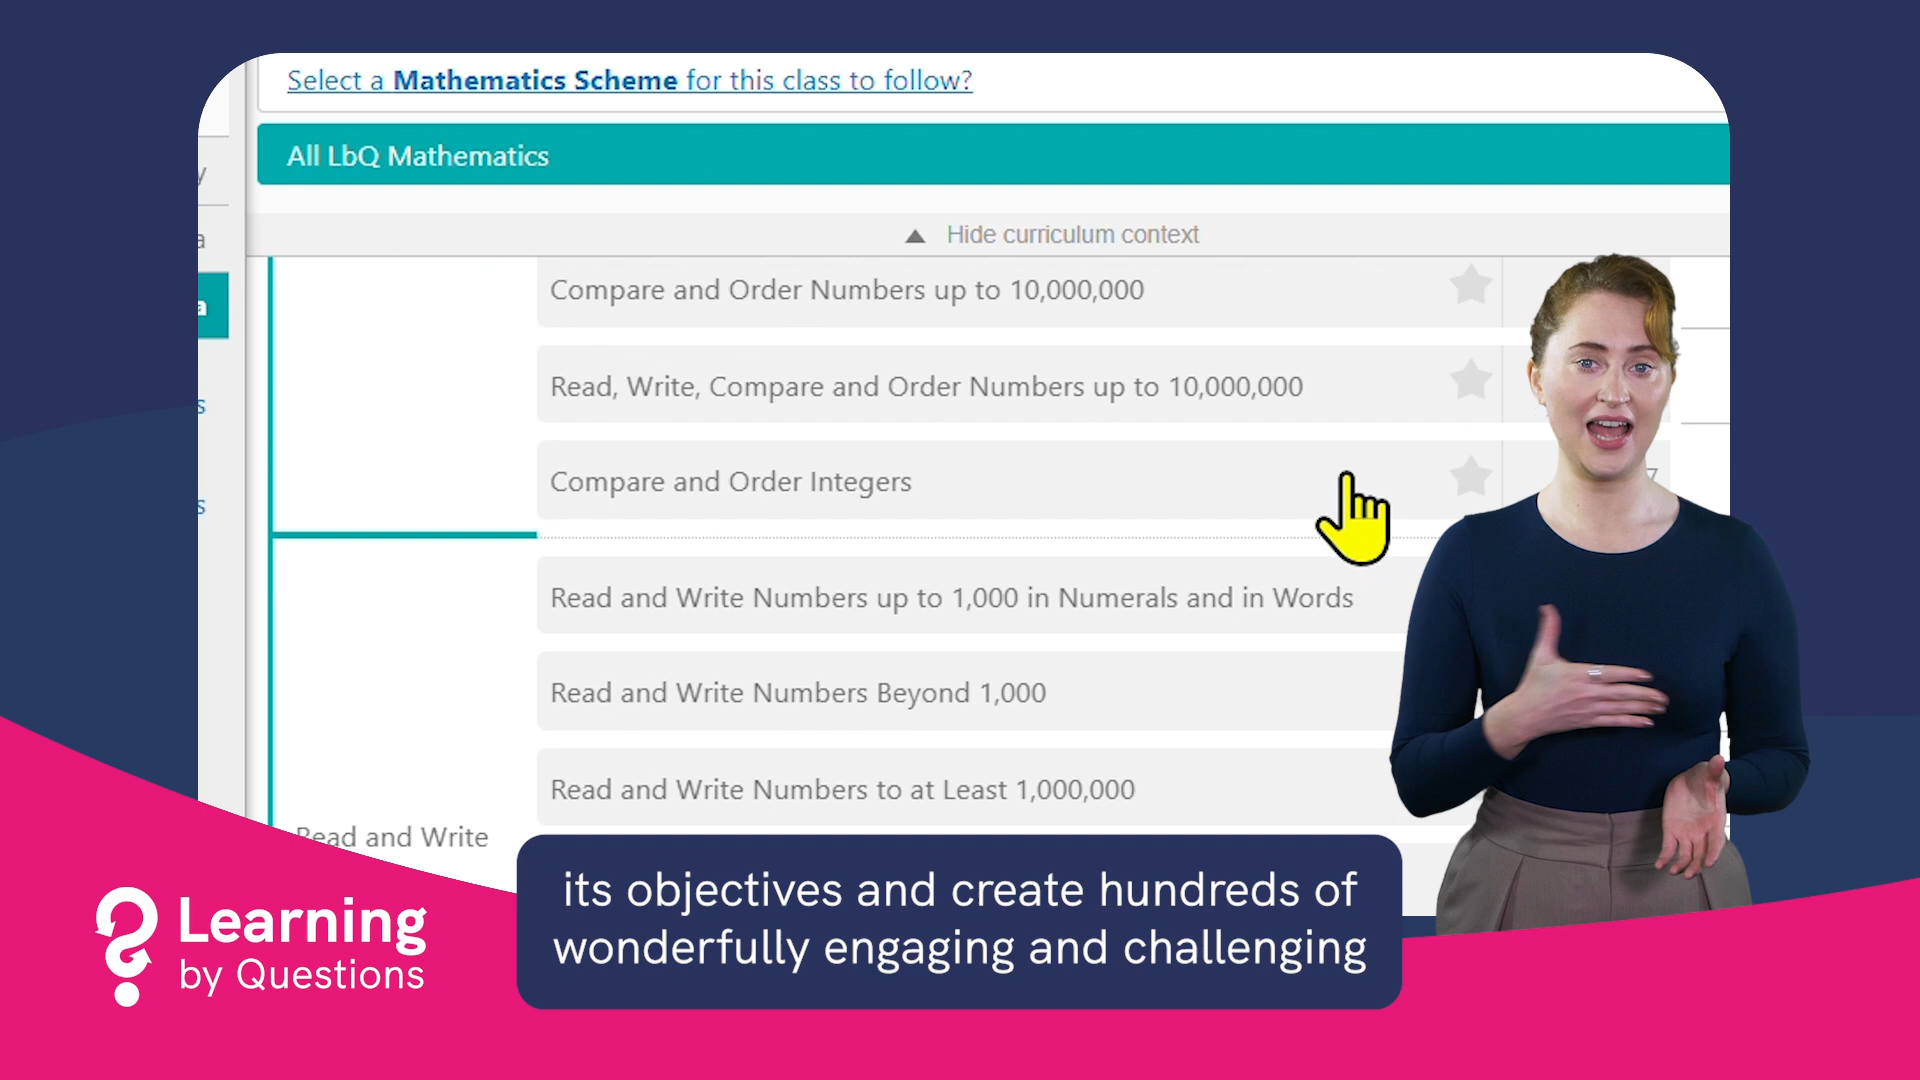 Select a Mathematics Scheme for this class to follow?
All LbQ Mathematics
▲ Hide curriculum context
Compare and Order Numbers up to 10,000,000
Read, Write, Compare and Order Numbers up to 10,000,000
Compare and Order Integers
Read and Write Numbers up to 1,000 in Numerals and in Words
Read and Write Numbers Beyond 1,000
Read and Write Numbers to at Least 1,000,000
Read and Write
its objectives and create hundreds of
wonderfully engaging and challenging
Learning
by Questions